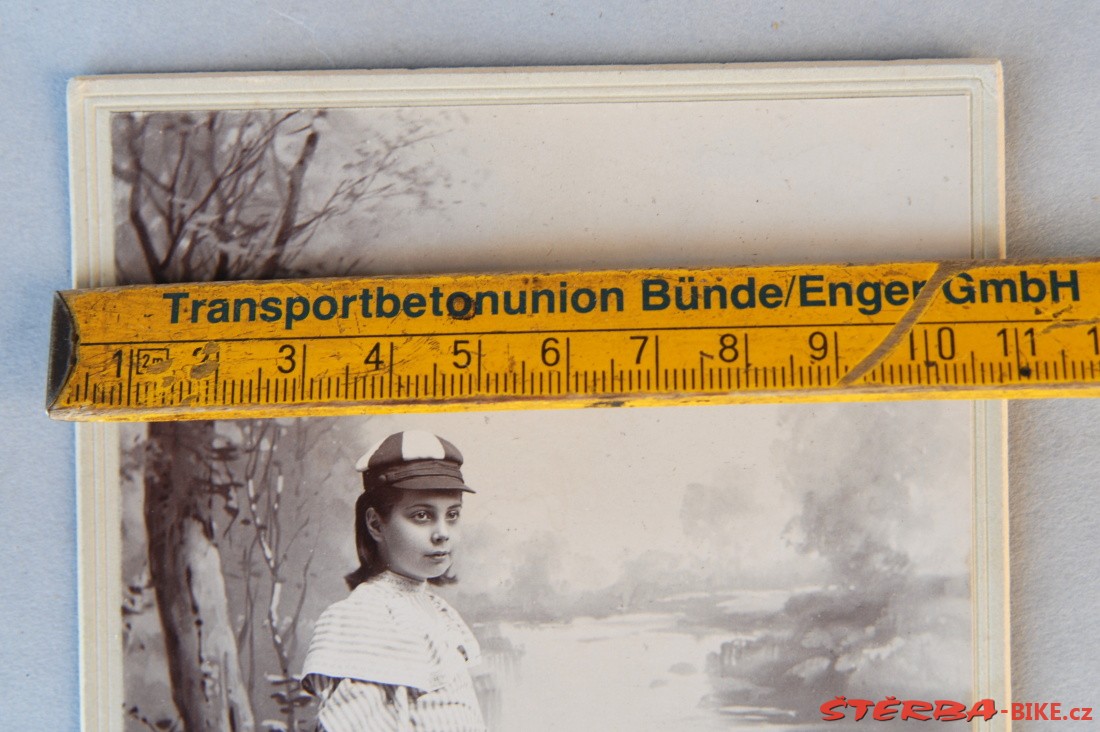 Transportbetonunion Bünde/Enger GmbH
1 2m 2 3 4 5 6 7 8 9 10 11 1
ŠTĚRBA-BIKE.cz